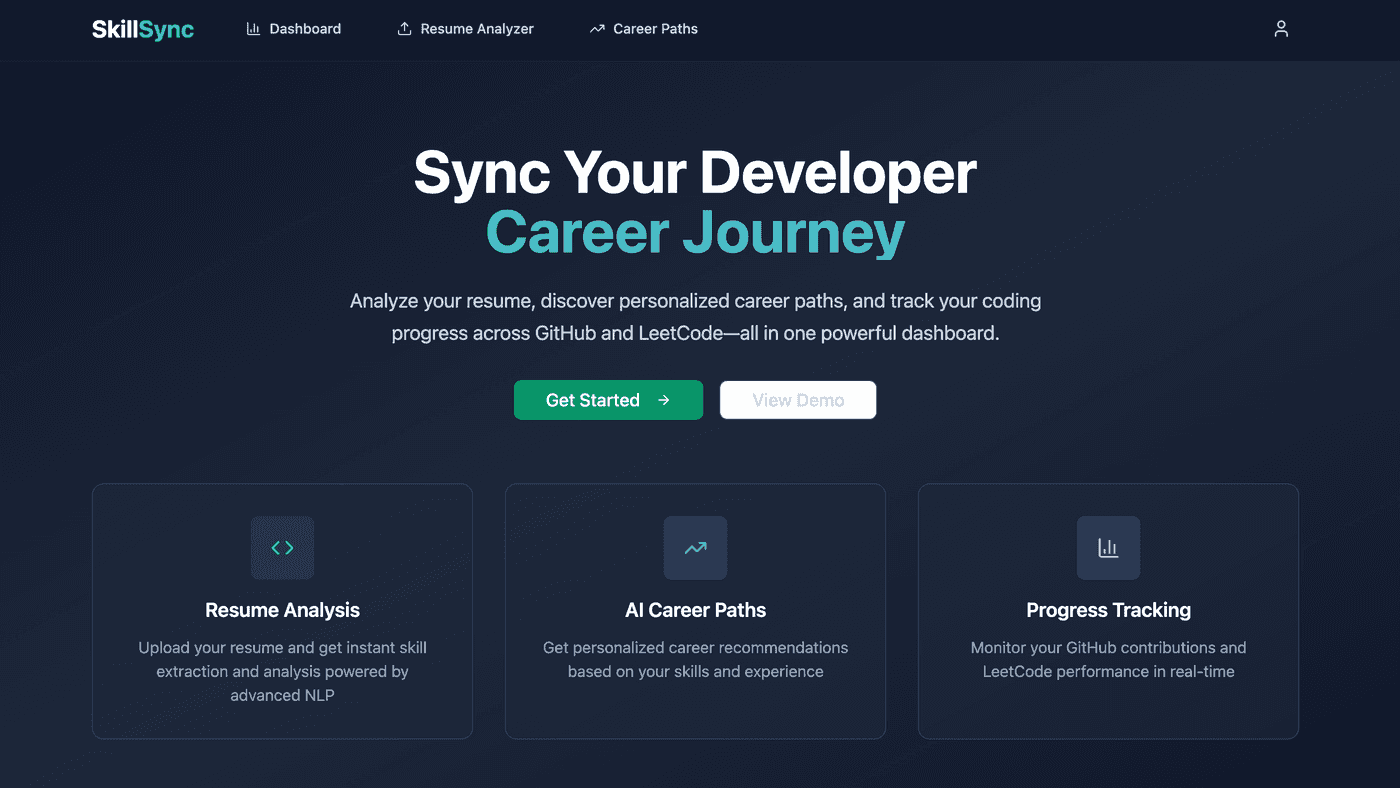 SkillSync
Dashboard
Resume Analyzer
Career Paths
Sync Your Developer
Career Journey
Analyze your resume, discover personalized career paths, and track your coding
progress across GitHub and LeetCode—all in one powerful dashboard.
Get Started →
View Demo
Resume Analysis
Upload your resume and get instant skill
extraction and analysis powered by
advanced NLP
AI Career Paths
Get personalized career recommendations
based on your skills and experience
Progress Tracking
Monitor your GitHub contributions and
LeetCode performance in real-time